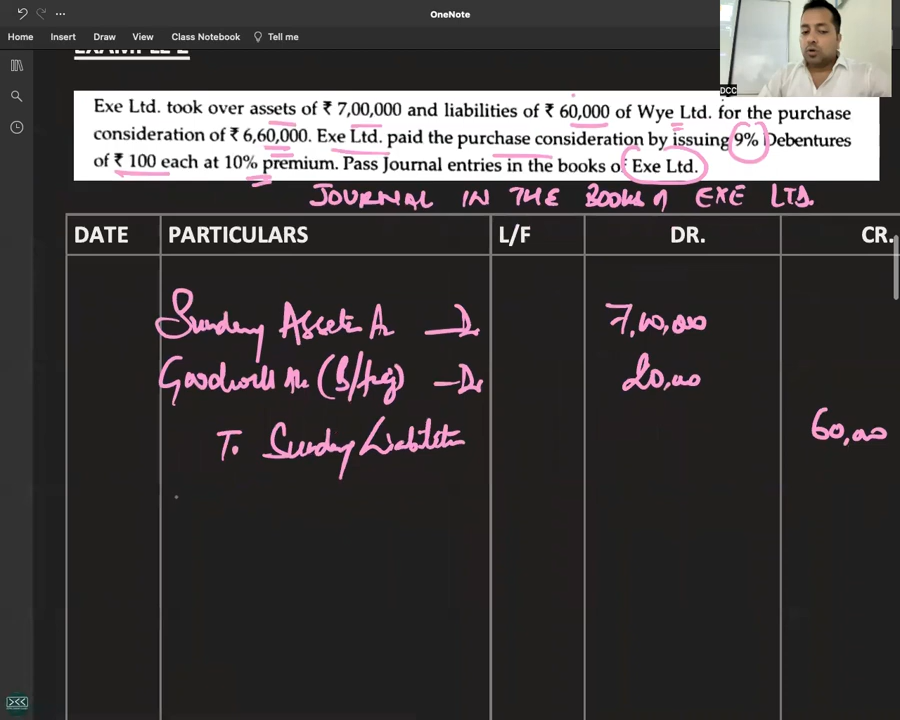 OneNote
Home Insert Draw View Class Notebook Tell me
EXAMPLE 2
DCC
Exe Ltd. took over assets of ₹ 7,00,000 and liabilities of ₹ 60,000 of Wye Ltd. for the purchase
consideration of ₹ 6,60,000. Exe Ltd. paid the purchase consideration by issuing 9% Debentures
of ₹ 100 each at 10% premium. Pass Journal entries in the books of Exe Ltd.
JOURNAL IN THE BOOKS of EXE LTD.
DATE PARTICULARS L/F DR. CR.
Sundry Assets A/c — Dr 7,00,000
Goodwill A/c (B/fig) — Dr 20,000
To Sundry Liabilities 60,000